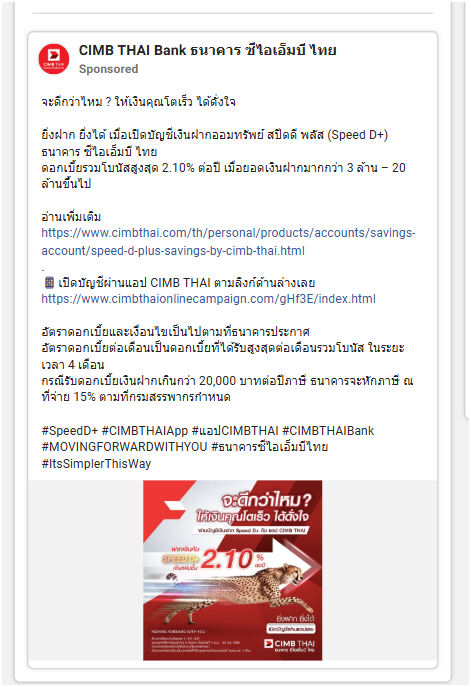 CIMB THAI Bank ธนาคาร ซีไอเอ็มบี ไทย
Sponsored
จะดีกว่าไหม ? ให้เงินคุณโตเร็ว ได้ดั่งใจ
ยิ่งฝาก ยิ่งได้ เมื่อเปิดบัญชีเงินฝากออมทรัพย์ สปีดดี พลัส (Speed D+)
ธนาคาร ซีไอเอ็มบี ไทย
ดอกเบี้ยรวมโบนัสสูงสุด 2.10% ต่อปี เมื่อยอดเงินฝากมากกว่า 3 ล้าน – 20
ล้านขึ้นไป
อ่านเพิ่มเติม
https://www.cimbthai.com/th/personal/products/accounts/savings-
account/speed-d-plus-savings-by-cimb-thai.html
.
เปิดบัญชีผ่านแอป CIMB THAI ตามลิงก์ด้านล่างเลย
https://www.cimbthaionlinecampaign.com/gHf3E/index.html
อัตราดอกเบี้ยและเงื่อนไขเป็นไปตามที่ธนาคารประกาศ
อัตราดอกเบี้ยต่อเดือนเป็นดอกเบี้ยที่ได้รับสูงสุดต่อเดือนรวมโบนัส ในระยะ
เวลา 4 เดือน
กรณีรับดอกเบี้ยเงินฝากเกินกว่า 20,000 บาทต่อปีภาษี ธนาคารจะหักภาษี ณ
ที่จ่าย 15% ตามที่กรมสรรพากรกำหนด
#SpeedD+ #CIMBTHAIApp #แอปCIMBTHAI #CIMBTHAIBank
#MOVINGFORWARDWITHYOU #ธนาคารซีไอเอ็มบีไทย
#ItsSimplerThisWay
จะดีกว่าไหม?
ให้เงินคุณโตเร็ว ได้ดั่งใจ
ผ่านบัญชีเงินฝาก Speed D+ กับ แอป CIMB THAI
ฝากเงินกับ
SPEED D+
2.10%
ต่อปี
ยิ่งฝาก ยิ่งได้
MOVING FORWARD WITH YOU
CIMB THAI
ธนาคาร ซีไอเอ็มบี ไทย